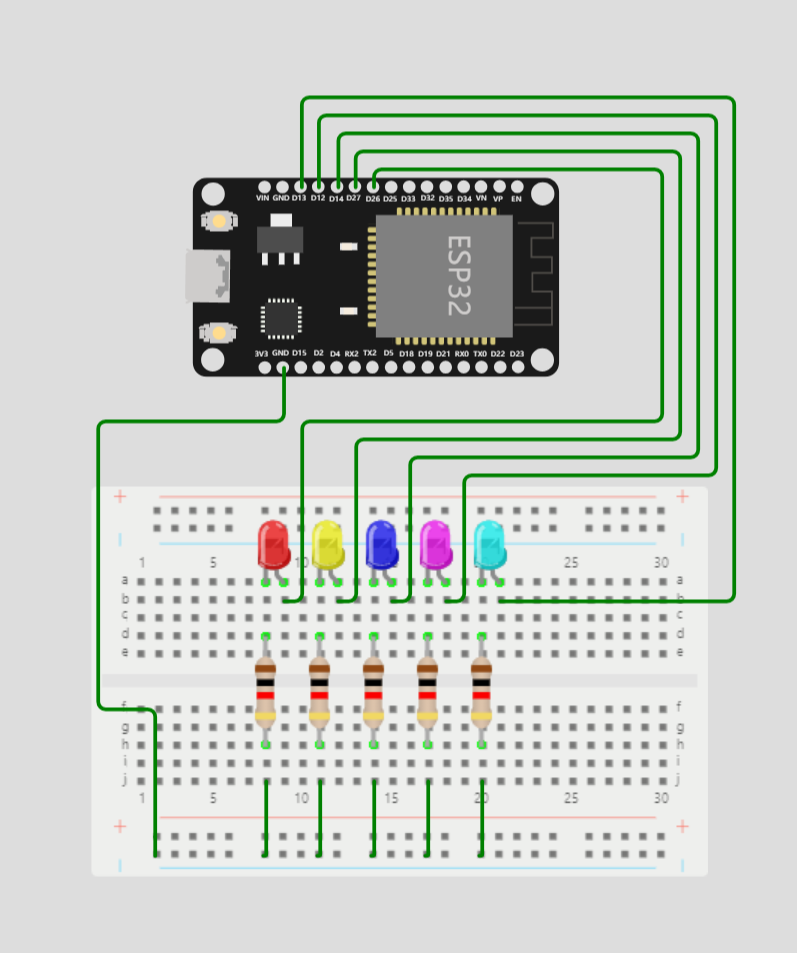 VIN GND D13 D12 D14 D27 D26 D25 D33 D32 D35 D34 VN VP EN
ESP32
3V3 GND D15 D2 D4 RX2 TX2 D5 D18 D19 D21 RX0 TX0 D22 D23
+ +
1 5 10 25 30
a a
b b
c c
d d
e e
f f
g g
h h
i i
j j
1 5 10 15 20 25 30
+ +